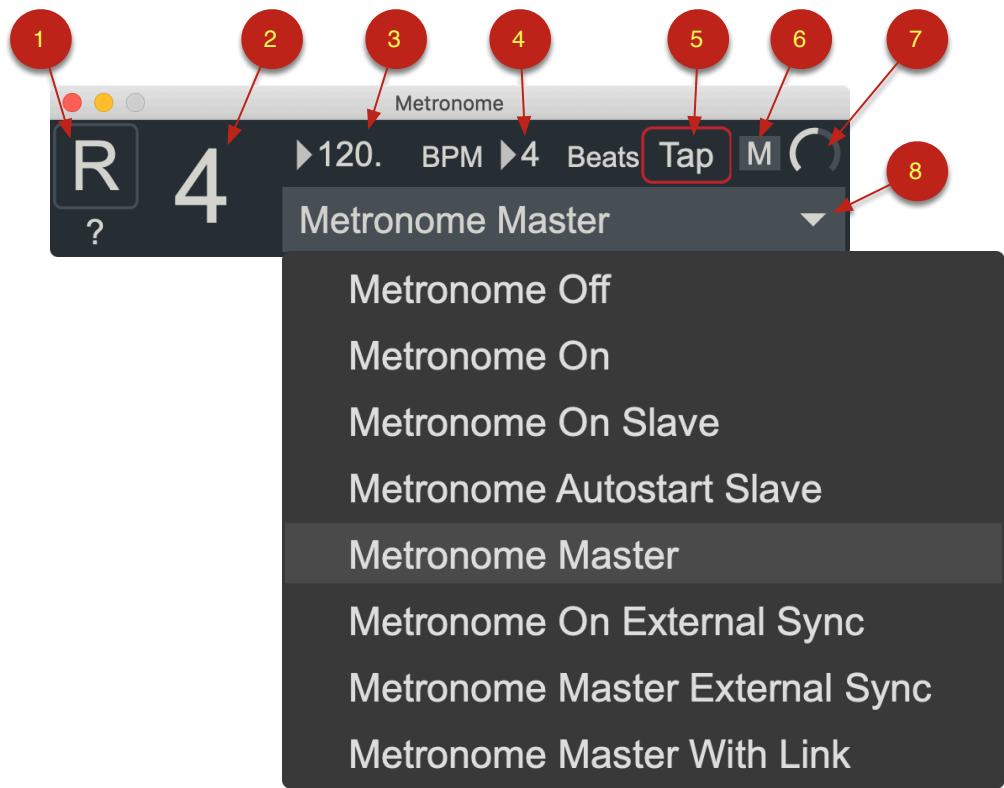 1 2 3 4 5 6 7
Metronome
R 4 120. BPM 4 Beats Tap M
8
?
Metronome Master
Metronome Off
Metronome On
Metronome On Slave
Metronome Autostart Slave
Metronome Master
Metronome On External Sync
Metronome Master External Sync
Metronome Master With Link